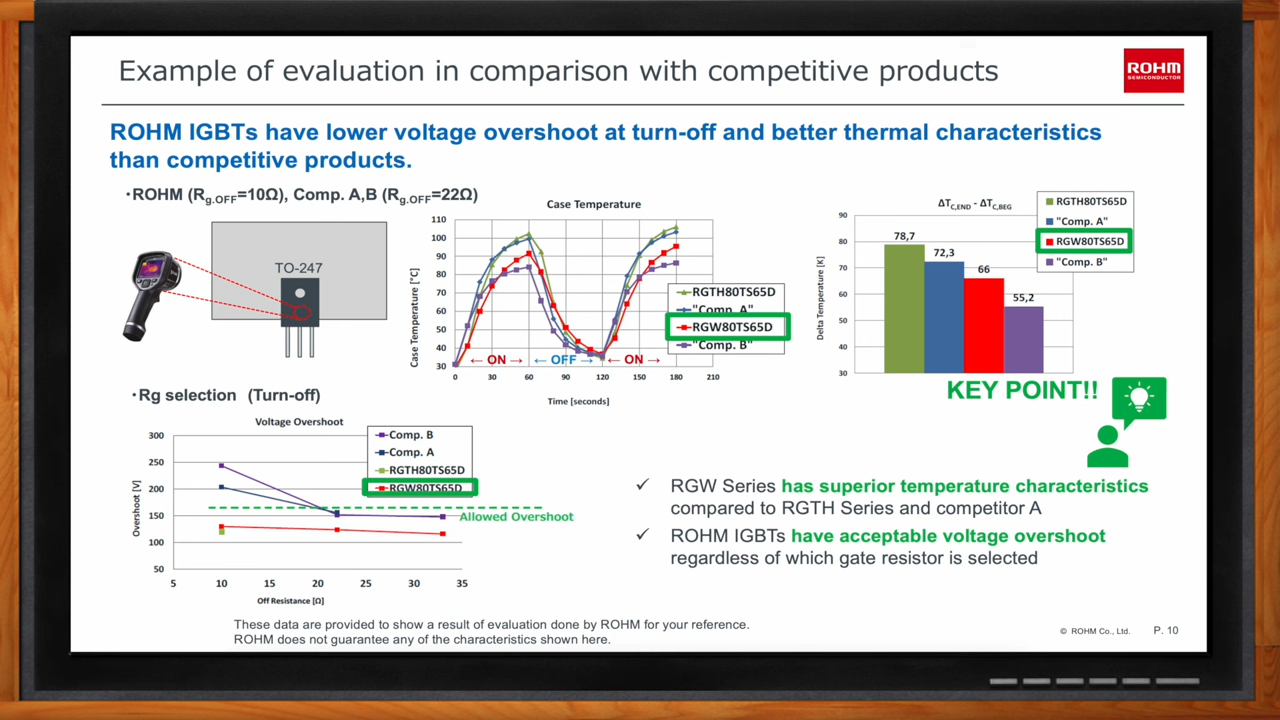 Example of evaluation in comparison with competitive products
ROHM
SEMICONDUCTOR
ROHM IGBTs have lower voltage overshoot at turn-off and better thermal characteristics
than competitive products.
・ROHM (Rg.OFF=10Ω), Comp. A,B (Rg.OFF=22Ω)
TO-247
Case Temperature
Case Temperature [°C]
110
100
90
80
70
60
50
40
30
0 30 60 90 120 150 180 210
Time [seconds]
← ON → ← OFF → ← ON →
RGTH80TS65D
"Comp. A"
RGW80TS65D
"Comp. B"
ΔTC,END - ΔTC,BEG
Delta Temperature [K]
90
80
70
60
50
40
30
78,7
72,3
66
55,2
RGTH80TS65D
"Comp. A"
RGW80TS65D
"Comp. B"
・Rg selection (Turn-off)
Voltage Overshoot
Overshoot [V]
300
250
200
150
100
50
5 10 15 20 25 30 35
Off Resistance [Ω]
Comp. B
Comp. A
RGTH80TS65D
RGW80TS65D
Allowed Overshoot
KEY POINT!!
✓ RGW Series has superior temperature characteristics
compared to RGTH Series and competitor A
✓ ROHM IGBTs have acceptable voltage overshoot
regardless of which gate resistor is selected
These data are provided to show a result of evaluation done by ROHM for your reference.
ROHM does not guarantee any of the characteristics shown here.
© ROHM Co., Ltd.
P. 10